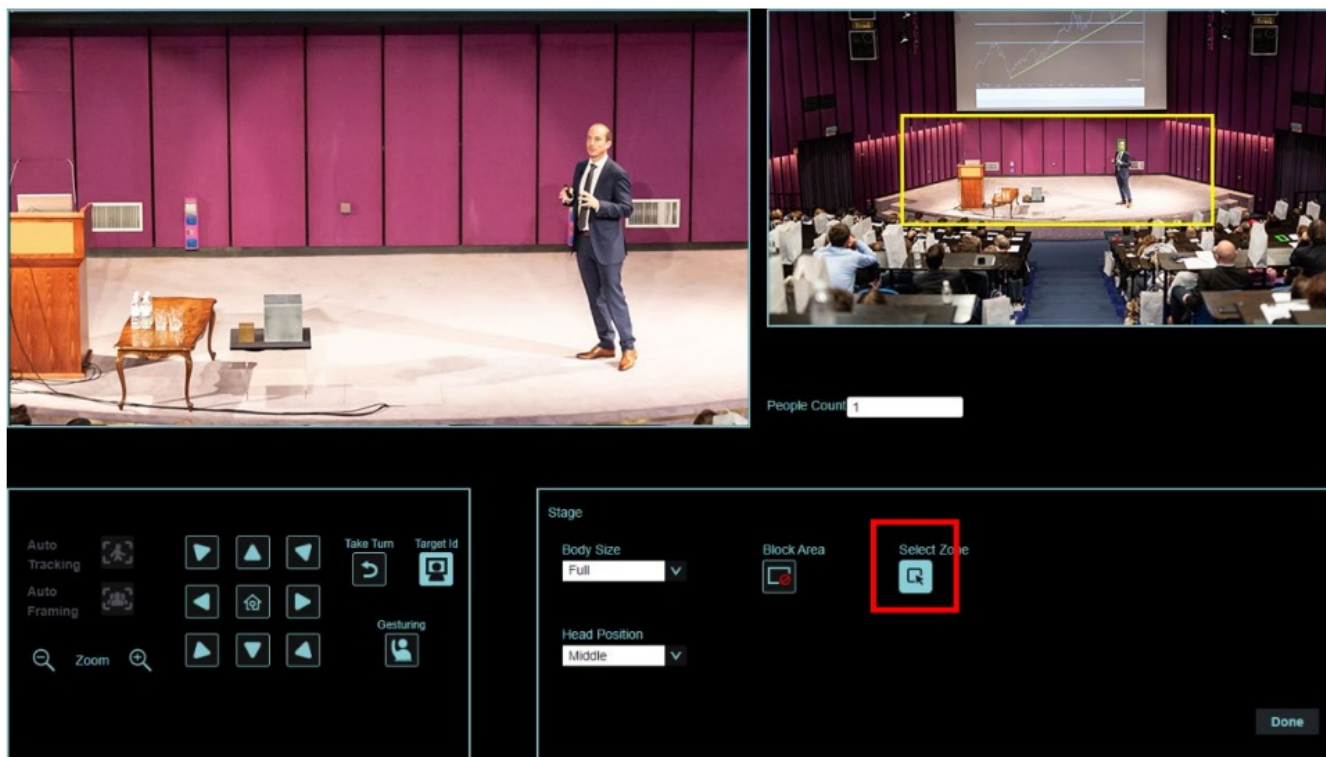 People Count 1
Auto
Tracking
Auto
Framing
Zoom
Take Turn
Target Id
Gesturing
Stage
Body Size
Full
Block Area
Select Zone
Head Position
Middle
Done